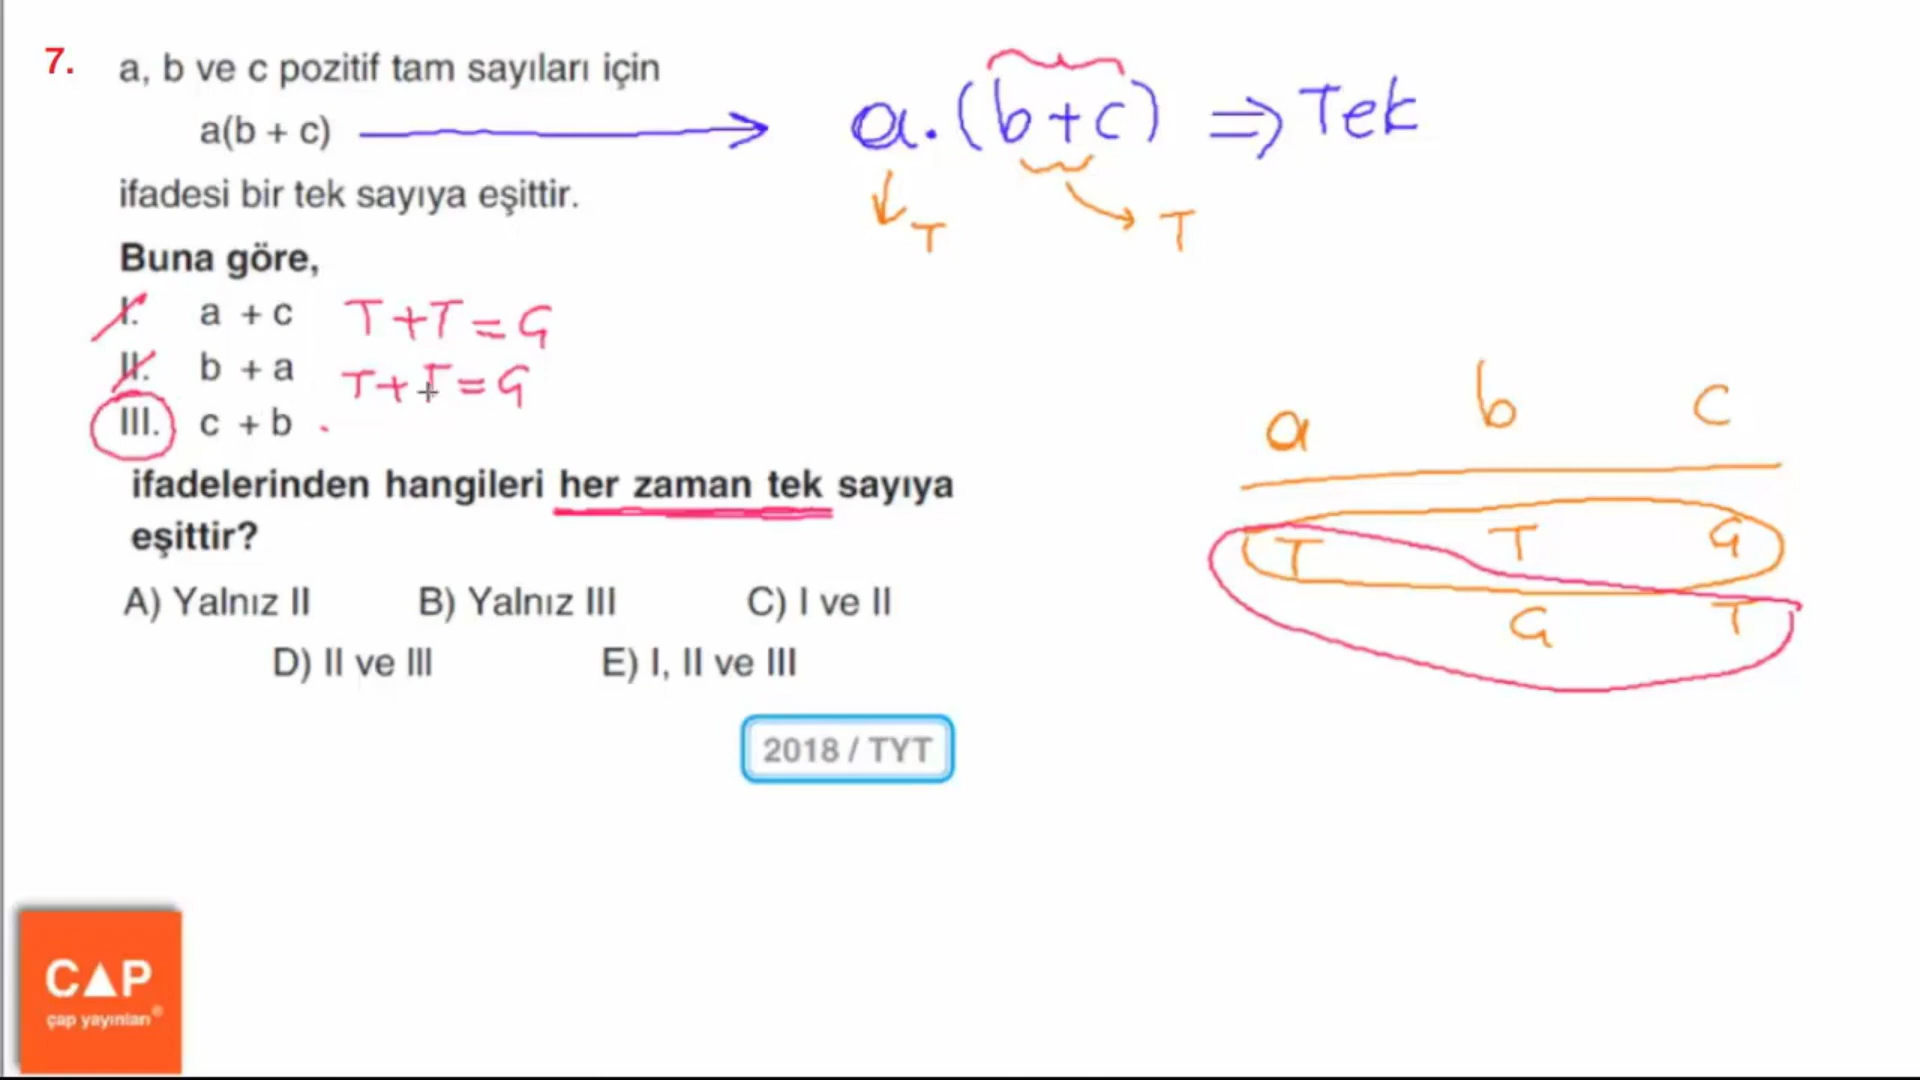 7. a, b ve c pozitif tam sayıları için
a(b + c) a.(b+c) ⇒ Tek
ifadesi bir tek sayıya eşittir.
T T
Buna göre,
I. a + c T+T=G
II. b + a T+T=G
III. c + b
a b c
ifadelerinden hangileri her zaman tek sayıya
eşittir?
T T G
G T
A) Yalnız II B) Yalnız III C) I ve II
D) II ve III E) I, II ve III
2018 / TYT
ÇAP
çap yayınları®